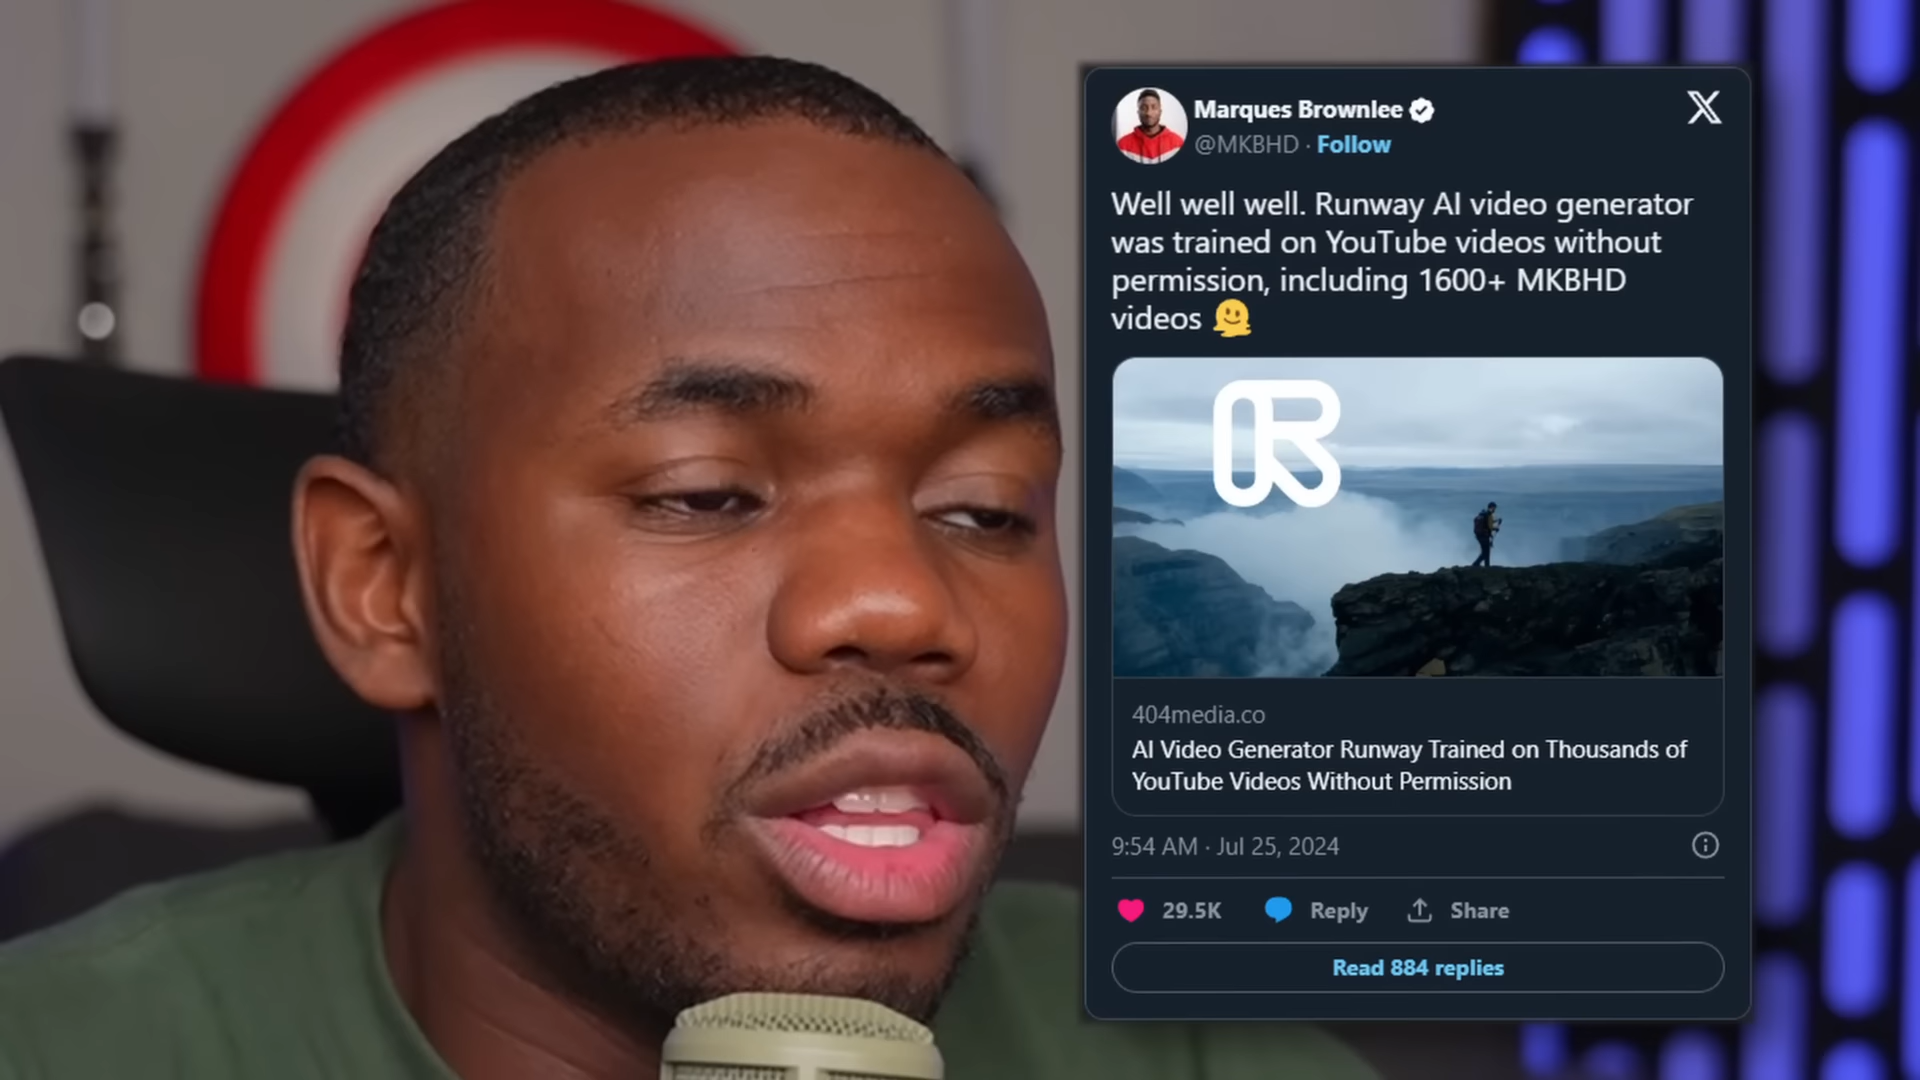 Marques Brownlee
@MKBHD · Follow
Well well well. Runway AI video generator
was trained on YouTube videos without
permission, including 1600+ MKBHD
videos 🫠
404media.co
AI Video Generator Runway Trained on Thousands of
YouTube Videos Without Permission
9:54 AM · Jul 25, 2024
29.5K Reply Share
Read 884 replies